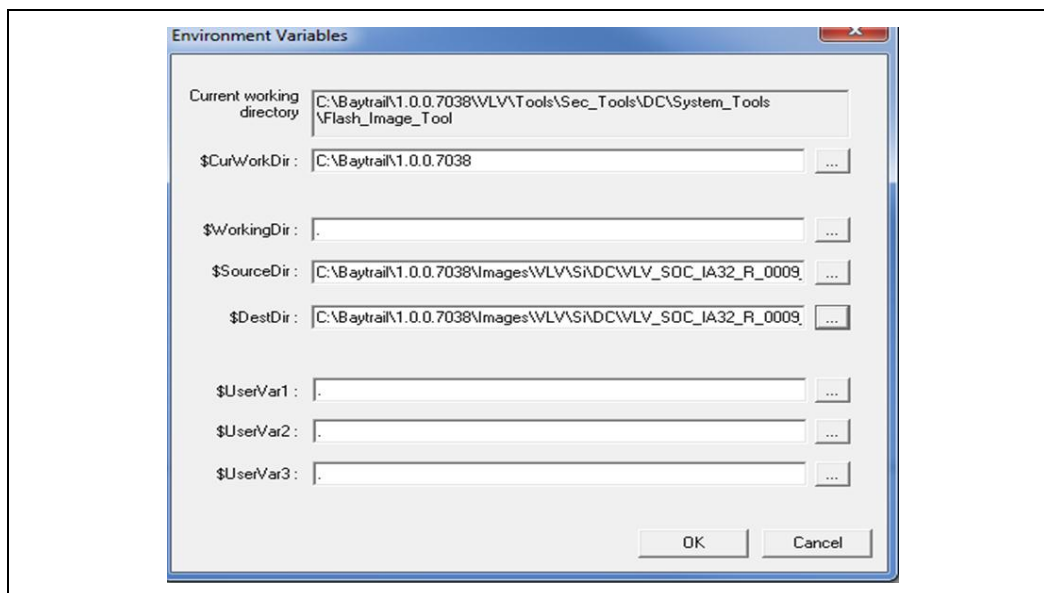 Environment Variables
Current working directory
C:\Baytrail\1.0.0.7038\VLV\Tools\Sec_Tools\DC\System_Tools
\Flash_Image_Tool
$CurWorkDir : C:\Baytrail\1.0.0.7038 ...
$WorkingDir : . ...
$SourceDir : C:\Baytrail\1.0.0.7038\Images\VLV\Si\DC\VLV_SOC_IA32_R_0009_ ...
$DestDir : C:\Baytrail\1.0.0.7038\Images\VLV\Si\DC\VLV_SOC_IA32_R_0009_ ...
$UserVar1 : . ...
$UserVar2 : . ...
$UserVar3 : . ...
OK Cancel